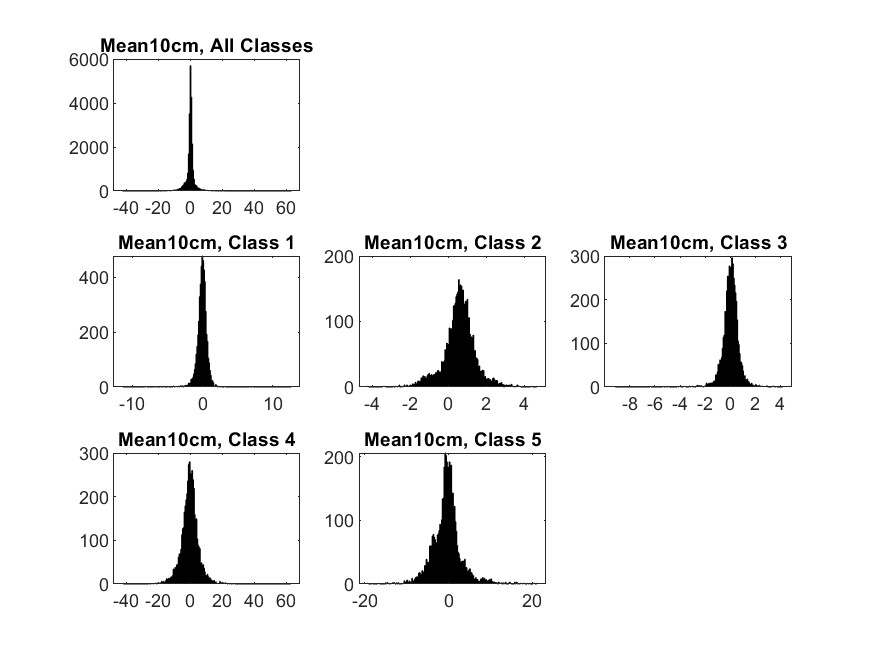 Mean10cm, All Classes
6000
4000
2000
0
-40 -20 0 20 40 60
Mean10cm, Class 1
400
200
0
-10 0 10
Mean10cm, Class 2
200
100
0
-4 -2 0 2 4
Mean10cm, Class 3
300
200
100
0
-8 -6 -4 -2 0 2 4
Mean10cm, Class 4
300
200
100
0
-40 -20 0 20 40 60
Mean10cm, Class 5
200
100
0
-20 0 20